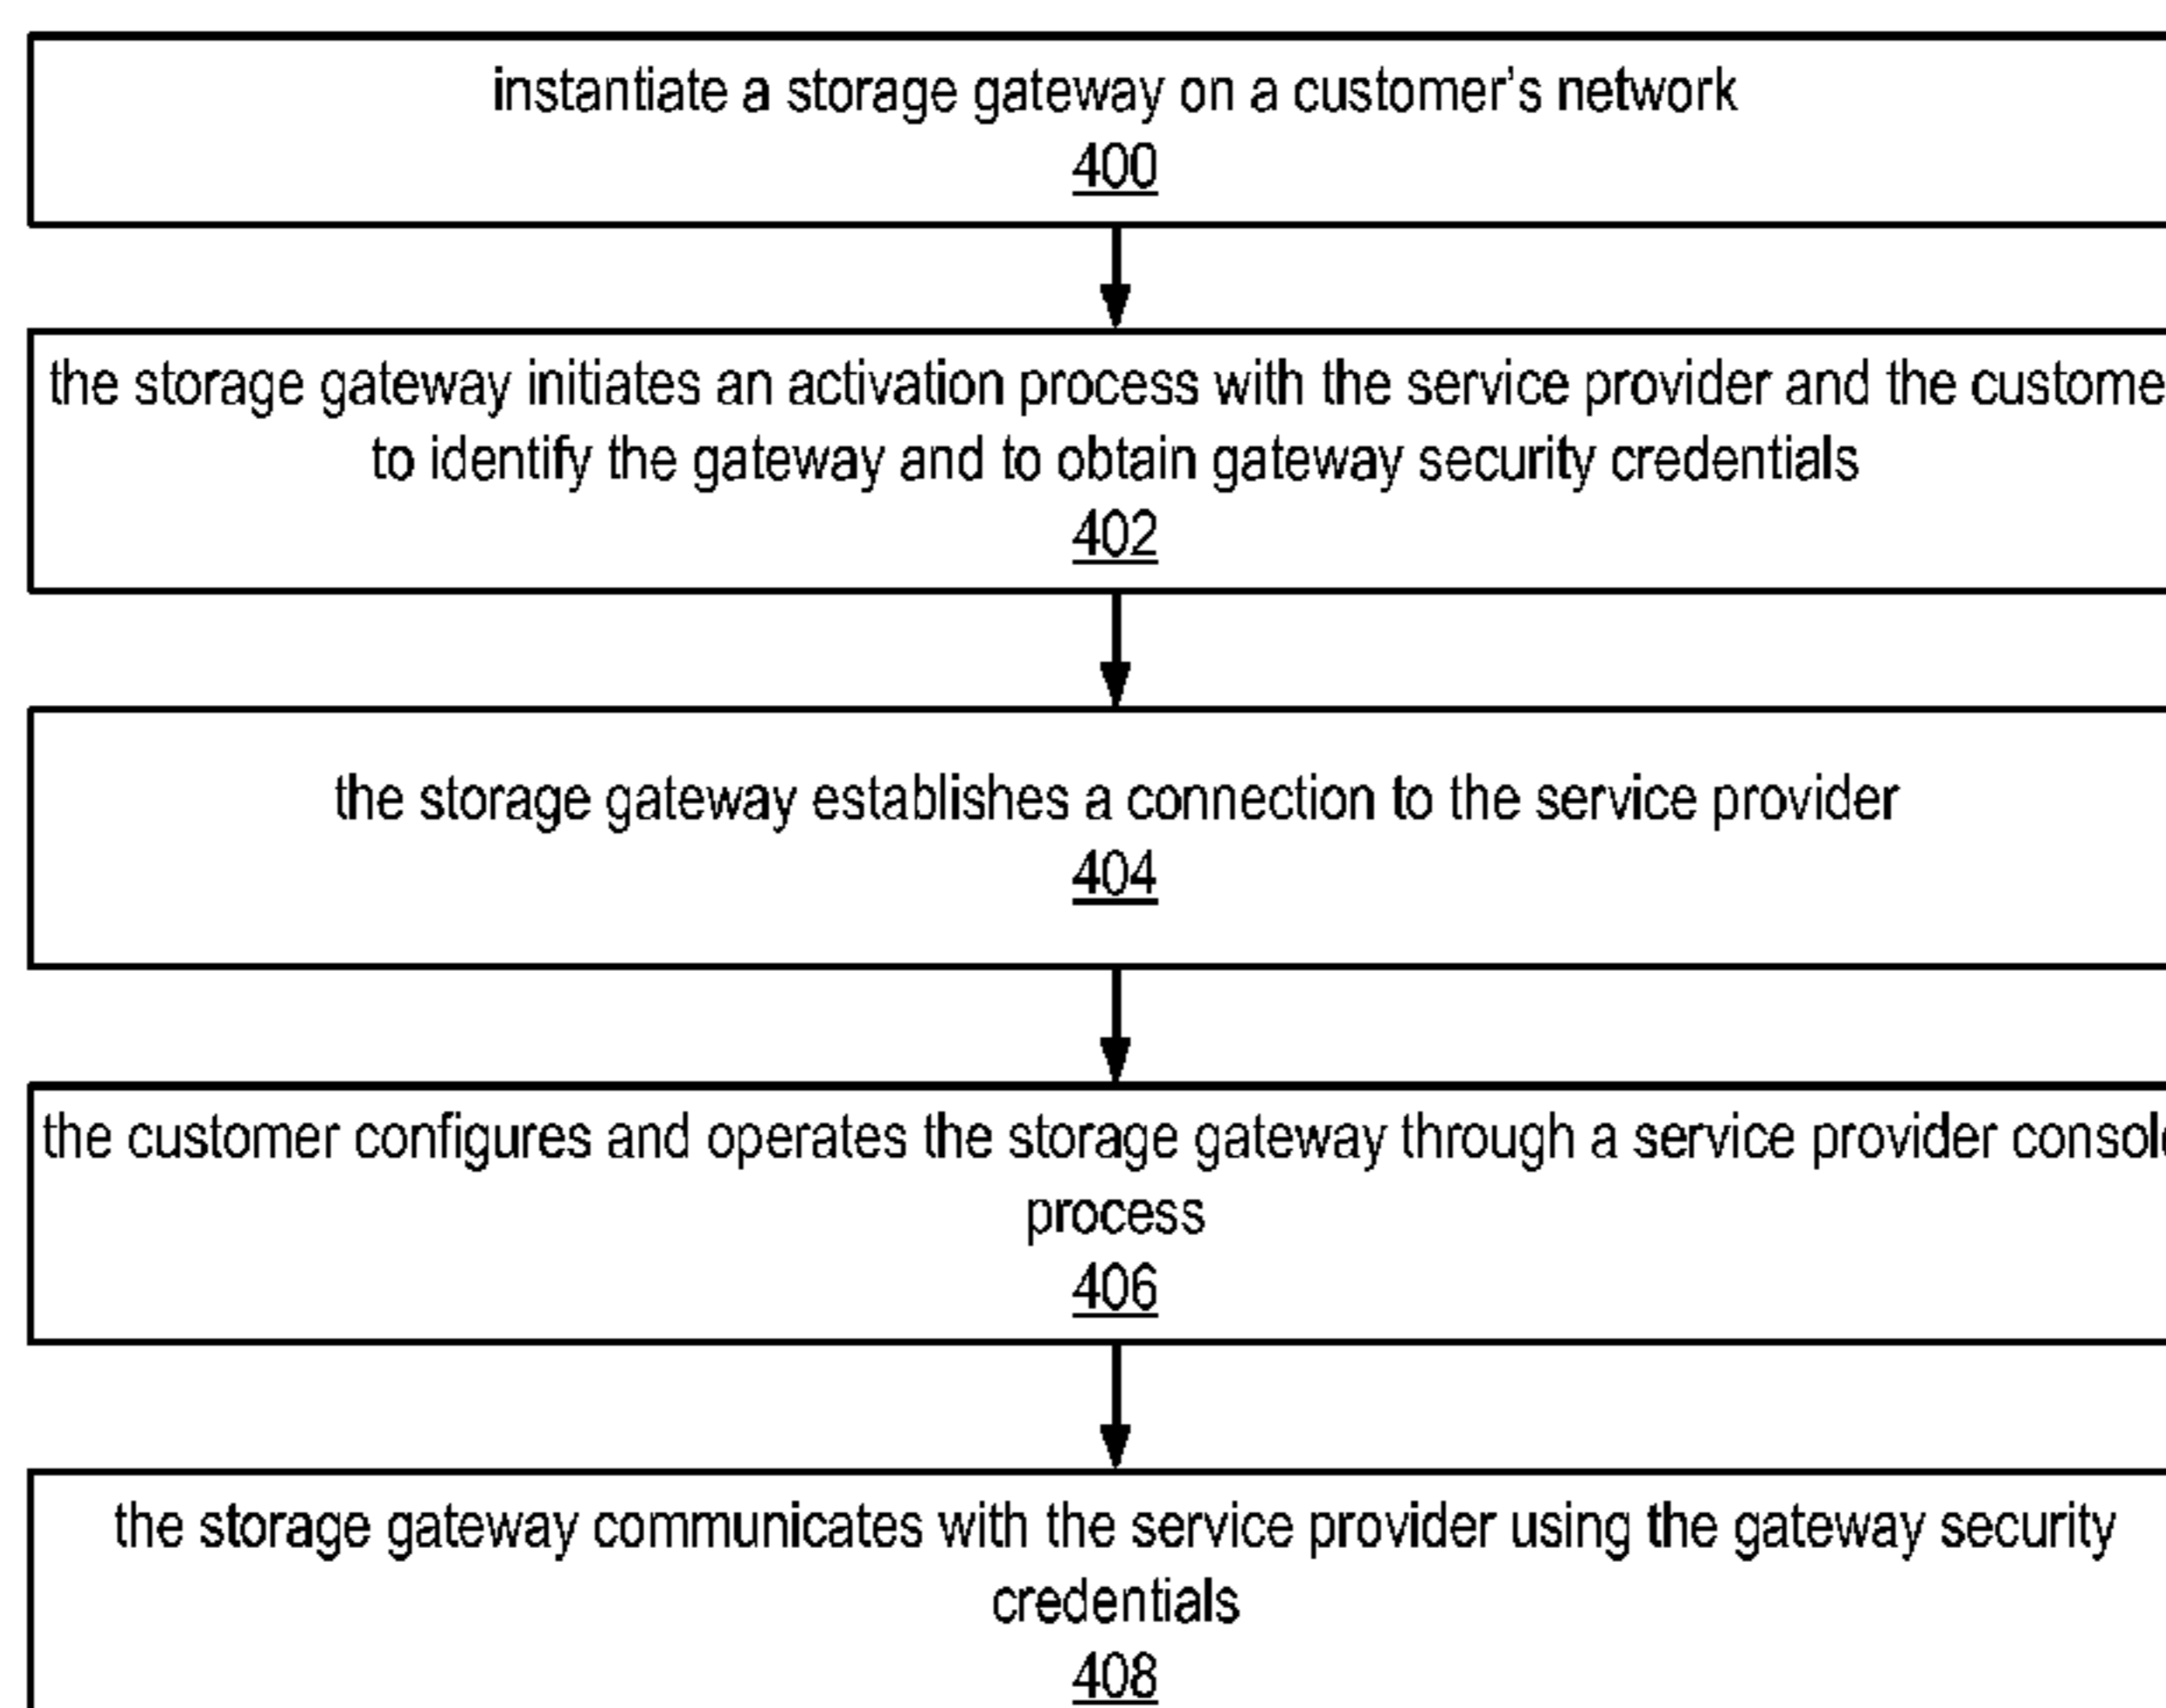 instantiate a storage gateway on a customer's network
400
the storage gateway initiates an activation process with the service provider and the custome
to identify the gateway and to obtain gateway security credentials
402
the storage gateway establishes a connection to the service provider
404
the customer configures and operates the storage gateway through a service provider consol
process
406
the storage gateway communicates with the service provider using the gateway security
credentials
408